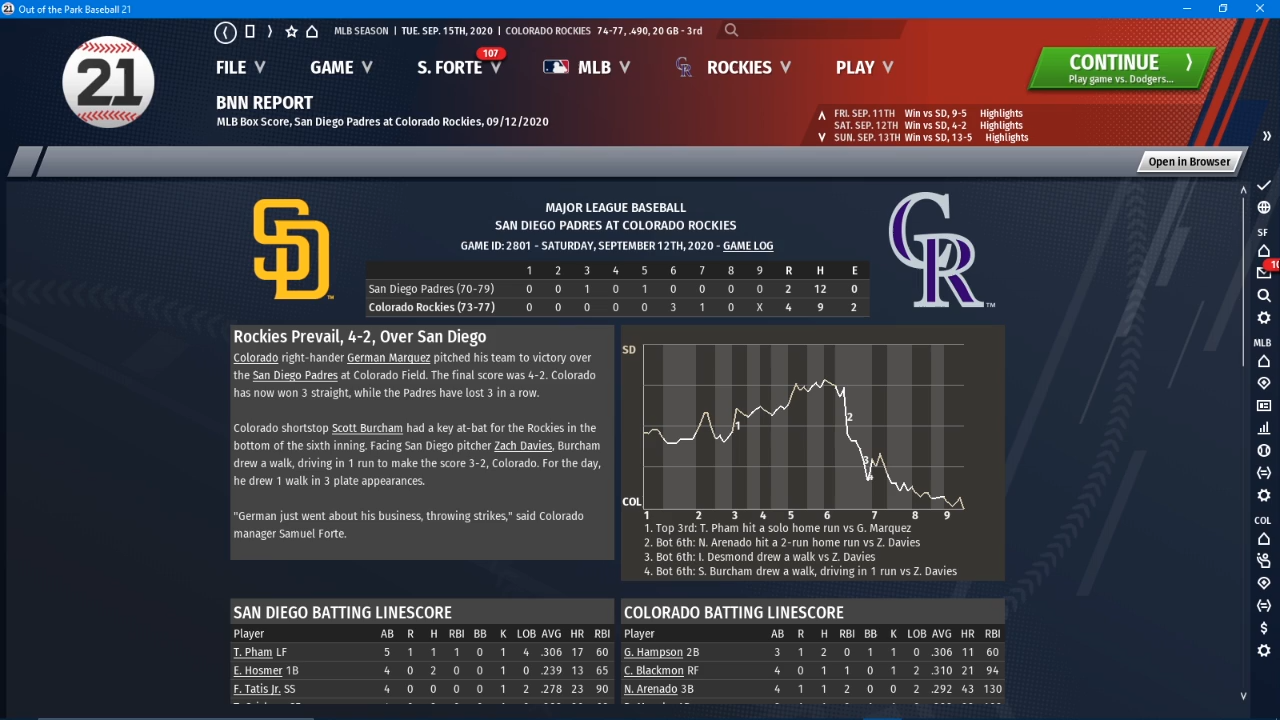 Out of the Park Baseball 21
MLB SEASON | TUE. SEP. 15TH, 2020 | COLORADO ROCKIES 74-77, .490, 20 GB - 3rd
21
FILE GAME S. FORTE 107 MLB ROCKIES PLAY
CONTINUE
Play game vs. Dodgers...
BNN REPORT
MLB Box Score, San Diego Padres at Colorado Rockies, 09/12/2020
FRI. SEP. 11TH Win vs SD, 9-5 Highlights
SAT. SEP. 12TH Win vs SD, 4-2 Highlights
SUN. SEP. 13TH Win vs SD, 13-5 Highlights
Open in Browser
SD
MAJOR LEAGUE BASEBALL
SAN DIEGO PADRES AT COLORADO ROCKIES
GAME ID: 2801 - SATURDAY, SEPTEMBER 12TH, 2020 - GAME LOG
CR
1 2 3 4 5 6 7 8 9 R H E
San Diego Padres (70-79) 0 0 1 0 1 0 0 0 0 2 12 0
Colorado Rockies (73-77) 0 0 0 0 0 3 1 0 X 4 9 2
Rockies Prevail, 4-2, Over San Diego
Colorado right-hander German Marquez pitched his team to victory over
the San Diego Padres at Colorado Field. The final score was 4-2. Colorado
has now won 3 straight, while the Padres have lost 3 in a row.
Colorado shortstop Scott Burcham had a key at-bat for the Rockies in the
bottom of the sixth inning. Facing San Diego pitcher Zach Davies, Burcham
drew a walk, driving in 1 run to make the score 3-2, Colorado. For the day,
he drew 1 walk in 3 plate appearances.
"German just went about his business, throwing strikes," said Colorado
manager Samuel Forte.
SD
1
2
3
4
COL
1 2 3 4 5 6 7 8 9
1. Top 3rd: T. Pham hit a solo home run vs G. Marquez
2. Bot 6th: N. Arenado hit a 2-run home run vs Z. Davies
3. Bot 6th: I. Desmond drew a walk vs Z. Davies
4. Bot 6th: S. Burcham drew a walk, driving in 1 run vs Z. Davies
SAN DIEGO BATTING LINESCORE
Player AB R H RBI BB K LOB AVG HR RBI
T. Pham LF 5 1 1 1 0 1 4 .306 17 60
E. Hosmer 1B 4 0 2 0 0 1 0 .239 13 65
F. Tatis Jr. SS 4 0 0 0 0 1 2 .278 23 90
COLORADO BATTING LINESCORE
Player AB R H RBI BB K LOB AVG HR RBI
G. Hampson 2B 3 1 2 0 1 1 0 .306 11 60
C. Blackmon RF 4 0 1 1 0 1 2 .310 21 94
N. Arenado 3B 4 1 1 2 0 0 2 .292 43 130
SF
10
MLB
COL